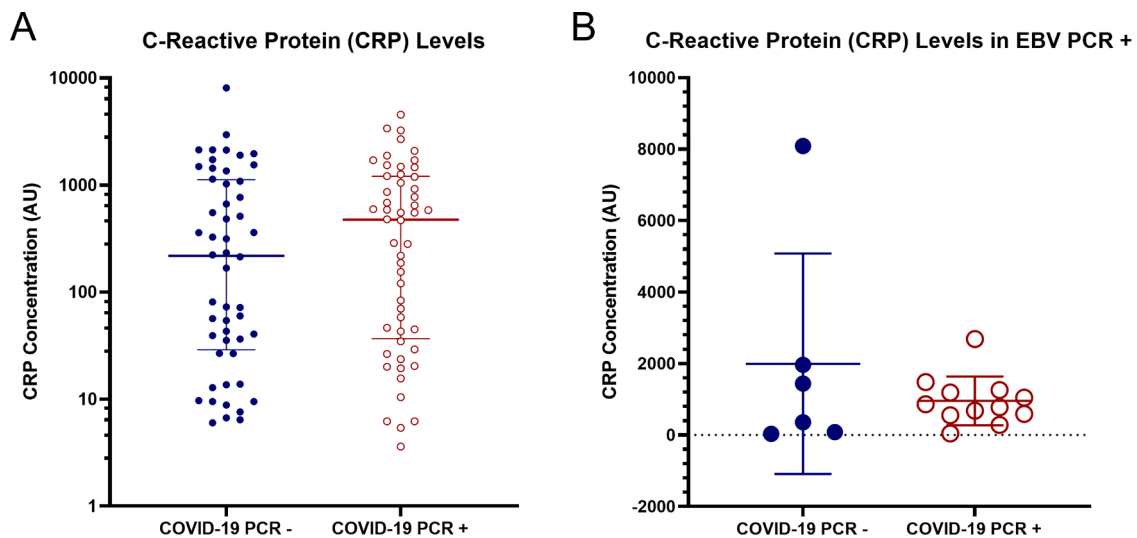 A
C-Reactive Protein (CRP) Levels
CRP Concentration (AU)
10000
1000
100
10
1
COVID-19 PCR -
COVID-19 PCR +
B
C-Reactive Protein (CRP) Levels in EBV PCR +
CRP Concentration (AU)
10000
8000
6000
4000
2000
0
-2000
COVID-19 PCR -
COVID-19 PCR +